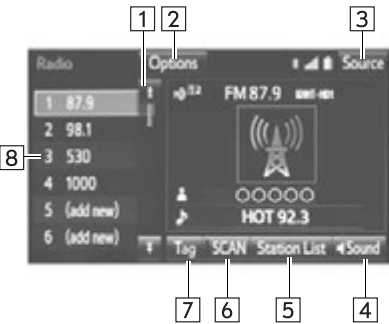 1 2 3
Radio Options Source
1 87.9
2 98.1
3 530
4 1000
5 (add new)
6 (add new)
FM 87.9
HOT 92.3
Tag SCAN Station List Sound
8
7 6 5 4